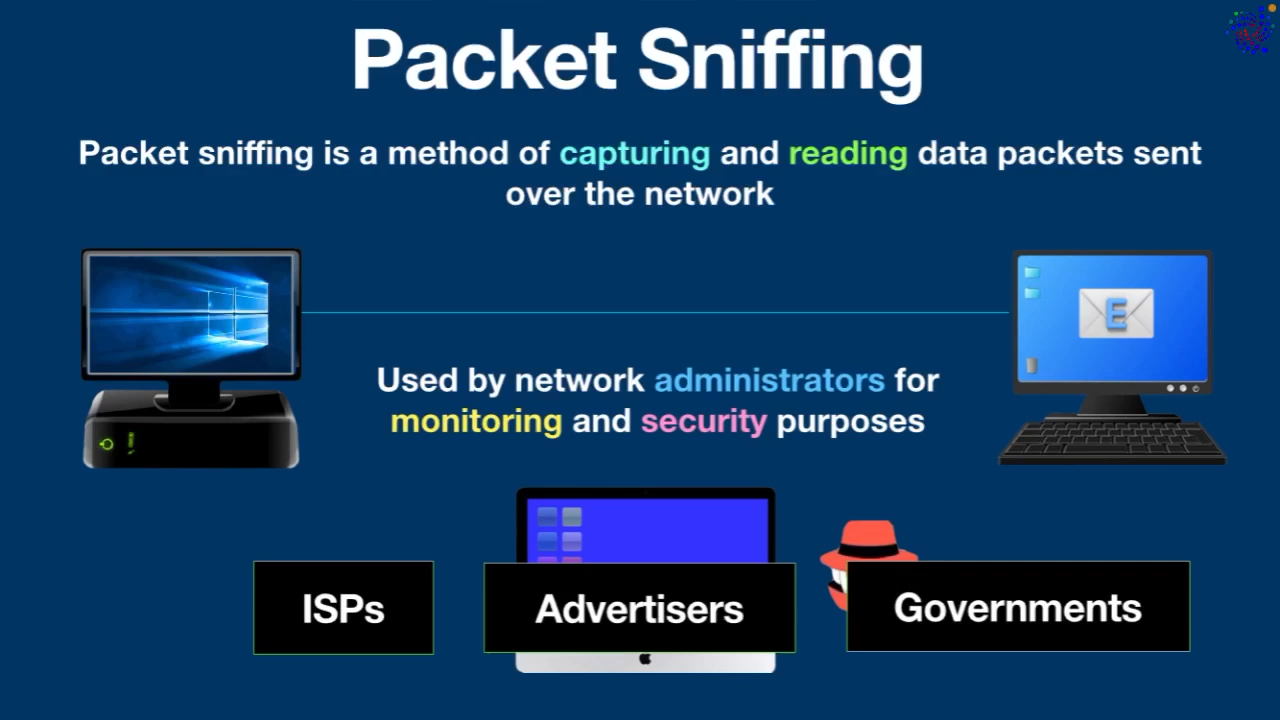 Packet Sniffing
Packet sniffing is a method of capturing and reading data packets sent
over the network
E
Used by network administrators for
monitoring and security purposes
ISPs
Advertisers
Governments